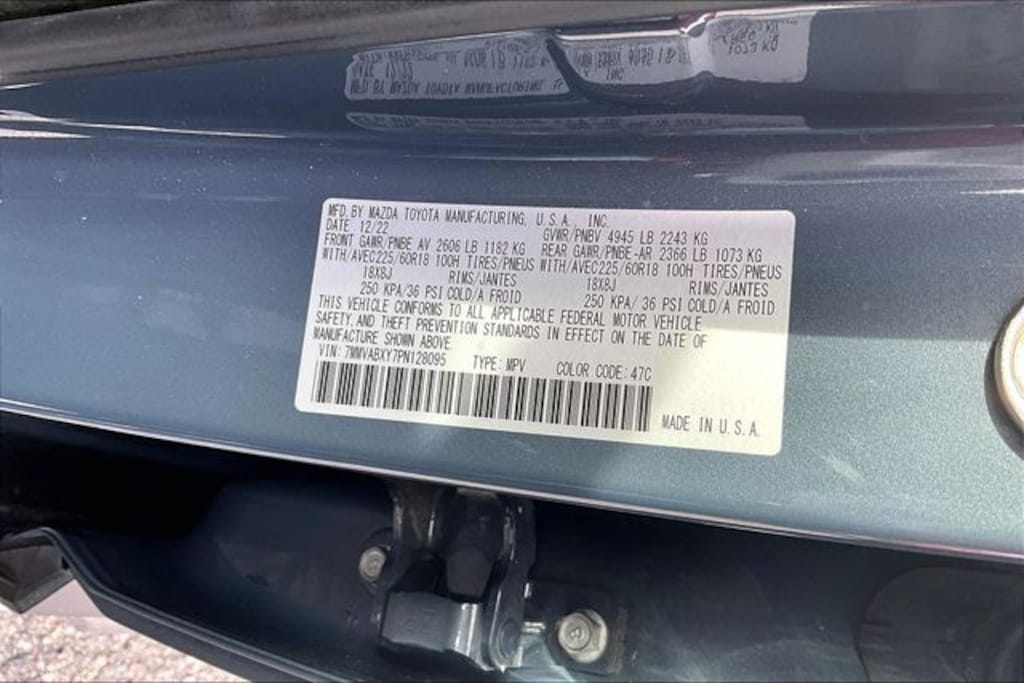 MFD. BY MAZDA TOYOTA MANUFACTURING, U.S.A., INC.
DATE 12/22 GVWR/PNBV 4945 LB 2243 KG
FRONT GAWR/PNBE AV 2606 LB 1182 KG REAR GAWR/PNBE-AR 2366 LB 1073 KG
WITH/AVEC225/60R18 100H TIRES/PNEUS WITH/AVEC225/60R18 100H TIRES/PNEUS
18X8J RIMS/JANTES 18X8J RIMS/JANTES
250 KPA/36 PSI COLD/A FROID 250 KPA/ 36 PSI COLD/A FROID
THIS VEHICLE CONFORMS TO ALL APPLICABLE FEDERAL MOTOR VEHICLE
SAFETY, AND THEFT PREVENTION STANDARDS IN EFFECT ON THE DATE OF
MANUFACTURE SHOWN ABOVE.
VIN: 7MMVABXY7PN128095 TYPE: MPV COLOR CODE: 47C
MADE IN U.S.A.
8